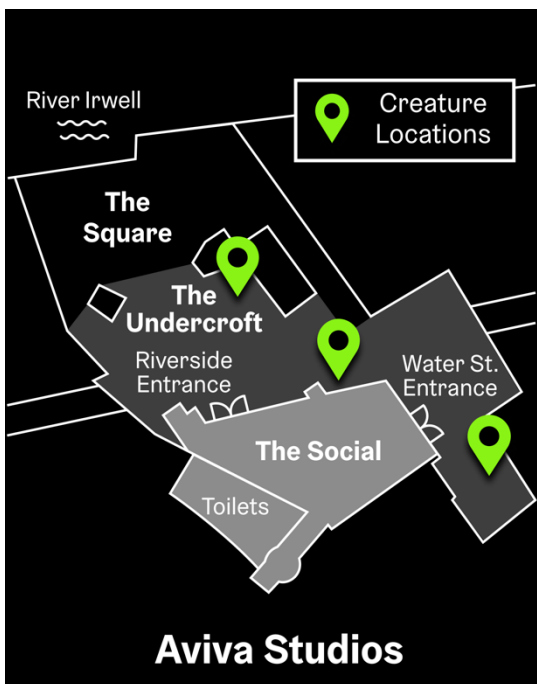 River Irwell
Creature
Locations
The
Square
The
Undercroft
Riverside
Entrance
Water St.
Entrance
The Social
Toilets
Aviva Studios